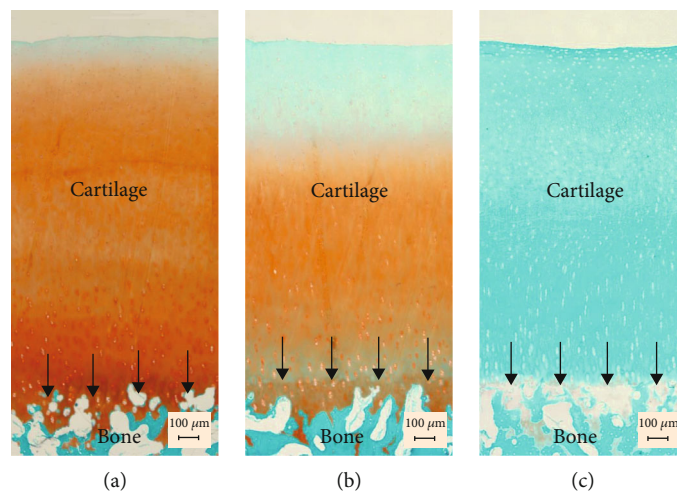 Cartilage
Bone
100 μm
(a)
Cartilage
Bone
100 μm
(b)
Cartilage
Bone
100 μm
(c)